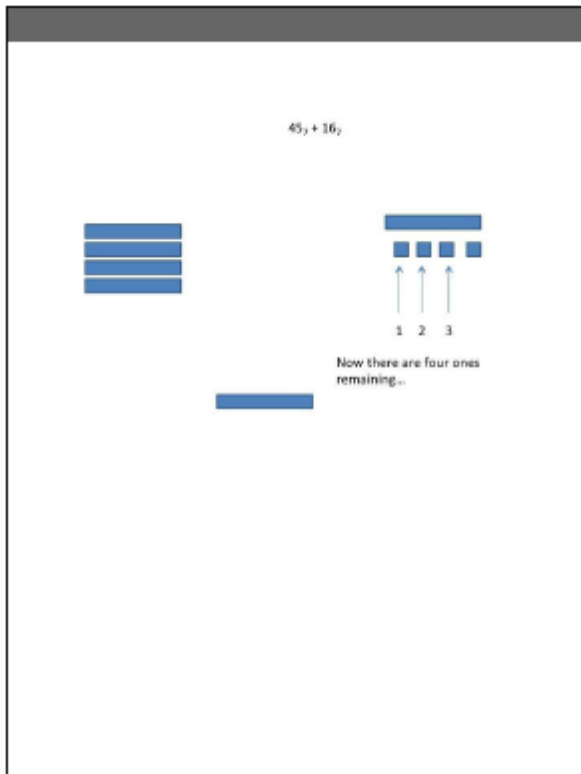 45₇ + 16₇
1 2 3
Now there are four ones
remaining...